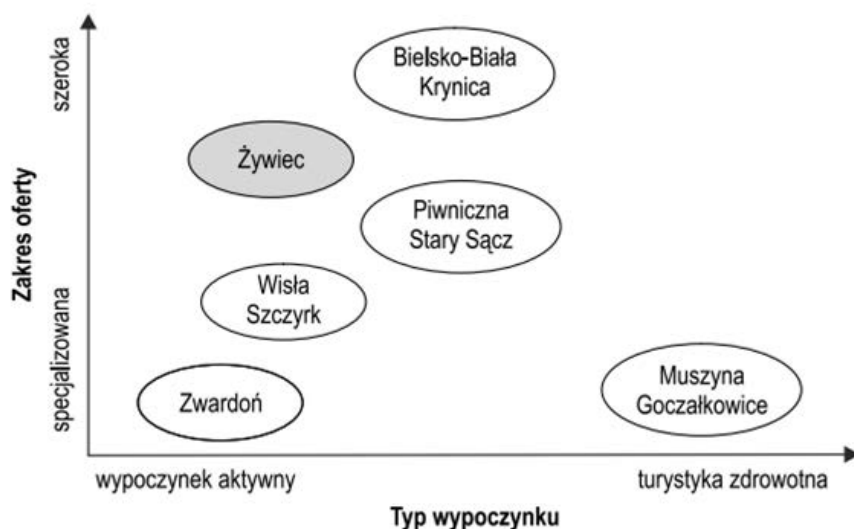 szeroka
Bielsko-Biała
Krynica
Żywiec
Piwniczna
Stary Sącz
Zakres oferty
Wisła
Szczyrk
specjalizowana
Zwardoń
Muszyna
Goczałkowice
wypoczynek aktywny
turystyka zdrowotna
Typ wypoczynku